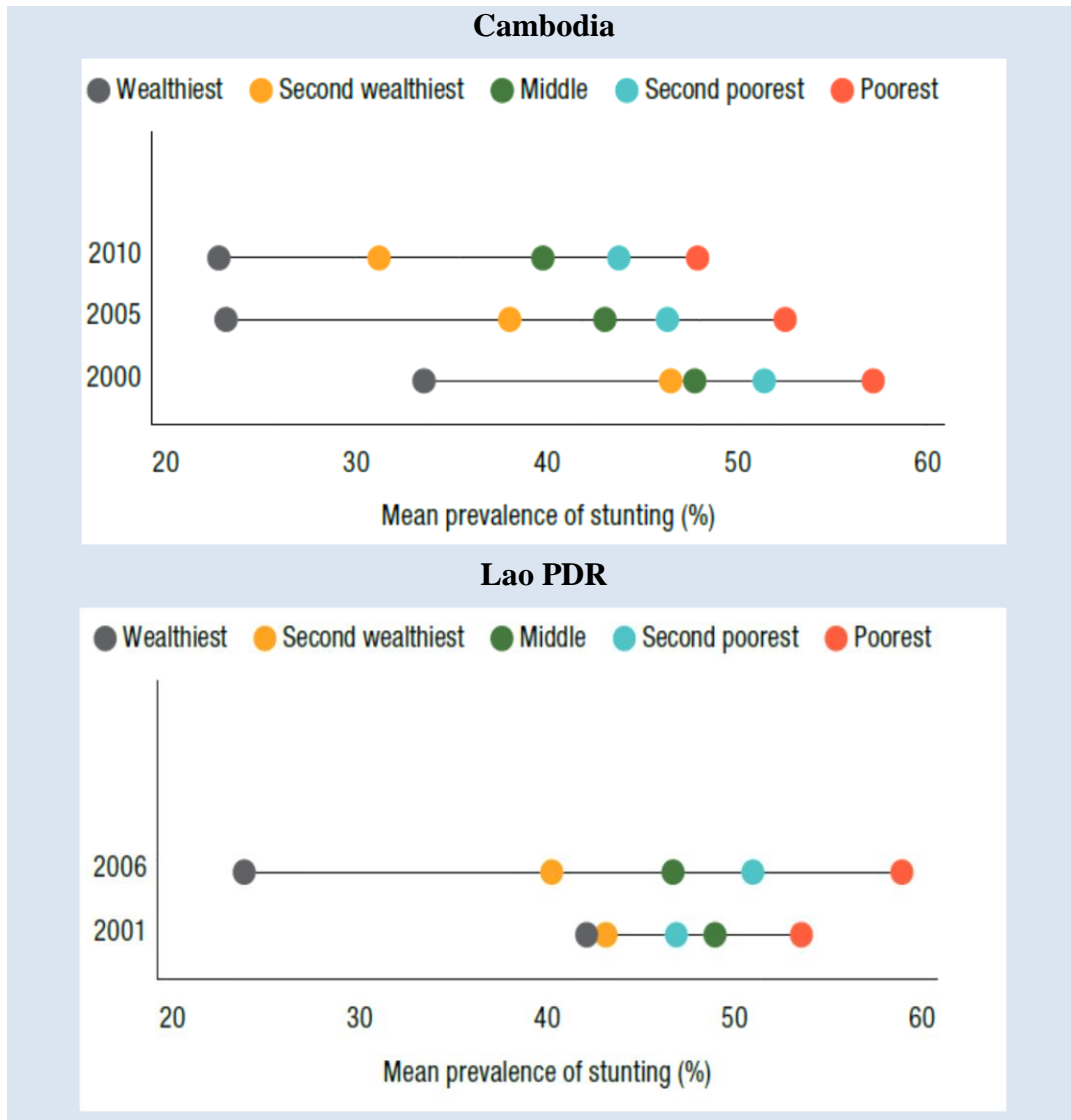 Cambodia
Wealthiest Second wealthiest Middle Second poorest Poorest
2010
2005
2000
20 30 40 50 60
Mean prevalence of stunting (%)
Lao PDR
Wealthiest Second wealthiest Middle Second poorest Poorest
2006
2001
20 30 40 50 60
Mean prevalence of stunting (%)